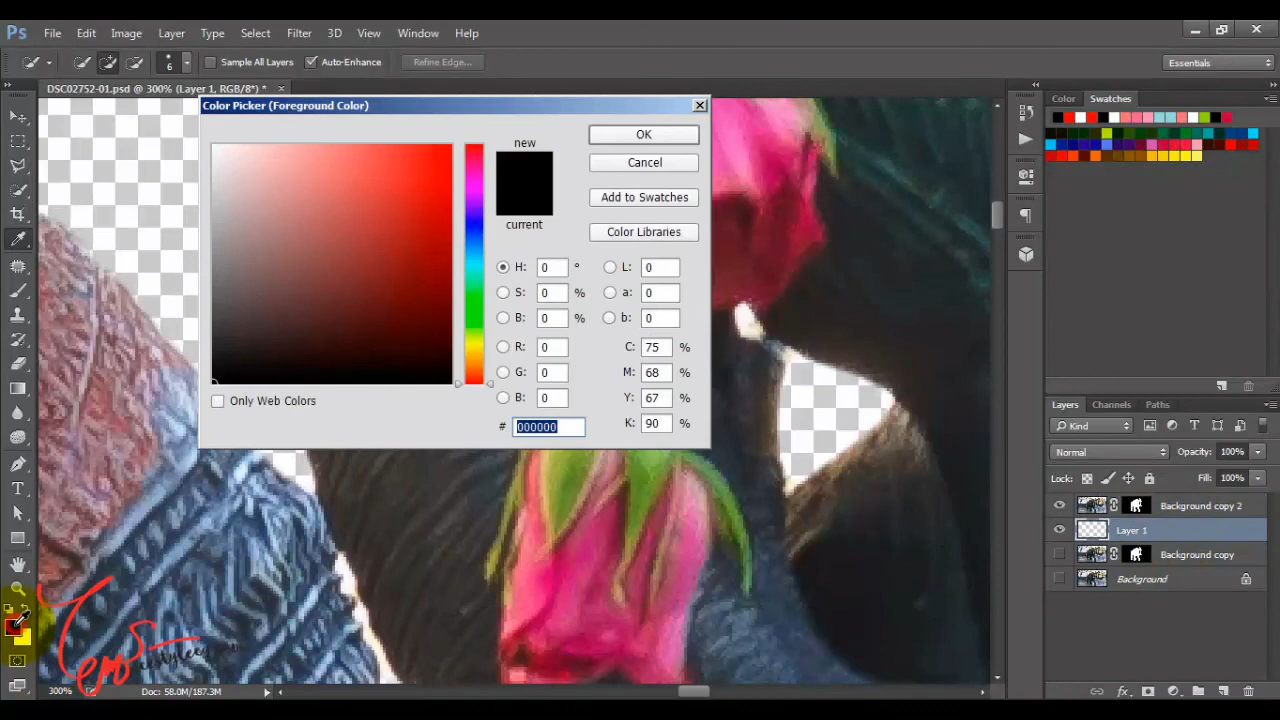 Ps File Edit Image Layer Type Select Filter 3D View Window Help
6 Sample All Layers Auto-Enhance Refine Edge... Essentials
DSC02752-01.psd @ 300% (Layer 1, RGB/8*) *
Color Picker (Foreground Color)
new
current
OK
Cancel
Add to Swatches
Color Libraries
H: 0 ° L: 0
S: 0 % a: 0
B: 0 % b: 0
R: 0 C: 75 %
G: 0 M: 68 %
B: 0 Y: 67 %
# 000000 K: 90 %
Only Web Colors
Color Swatches
Layers Channels Paths
Kind
Normal Opacity: 100%
Lock: Fill: 100%
Background copy 2
Layer 1
Background copy
Background
300% Doc: 58.0M/187.3M